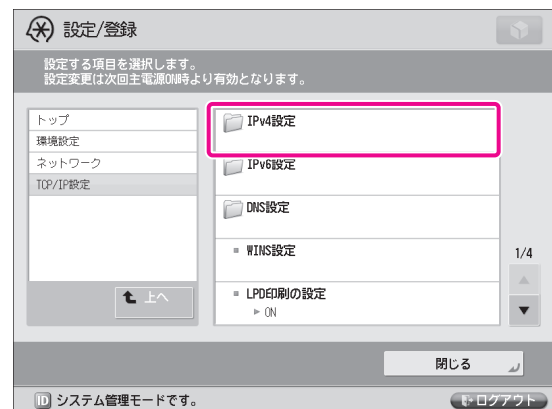 設定/登録
設定する項目を選択します。
設定変更は次回主電源ON時より有効となります。
トップ
環境設定
ネットワーク
TCP/IP設定
上へ
IPv4設定
IPv6設定
DNS設定
WINS設定
LPD印刷の設定
ON
1/4
閉じる
ID システム管理モードです。
ログアウト